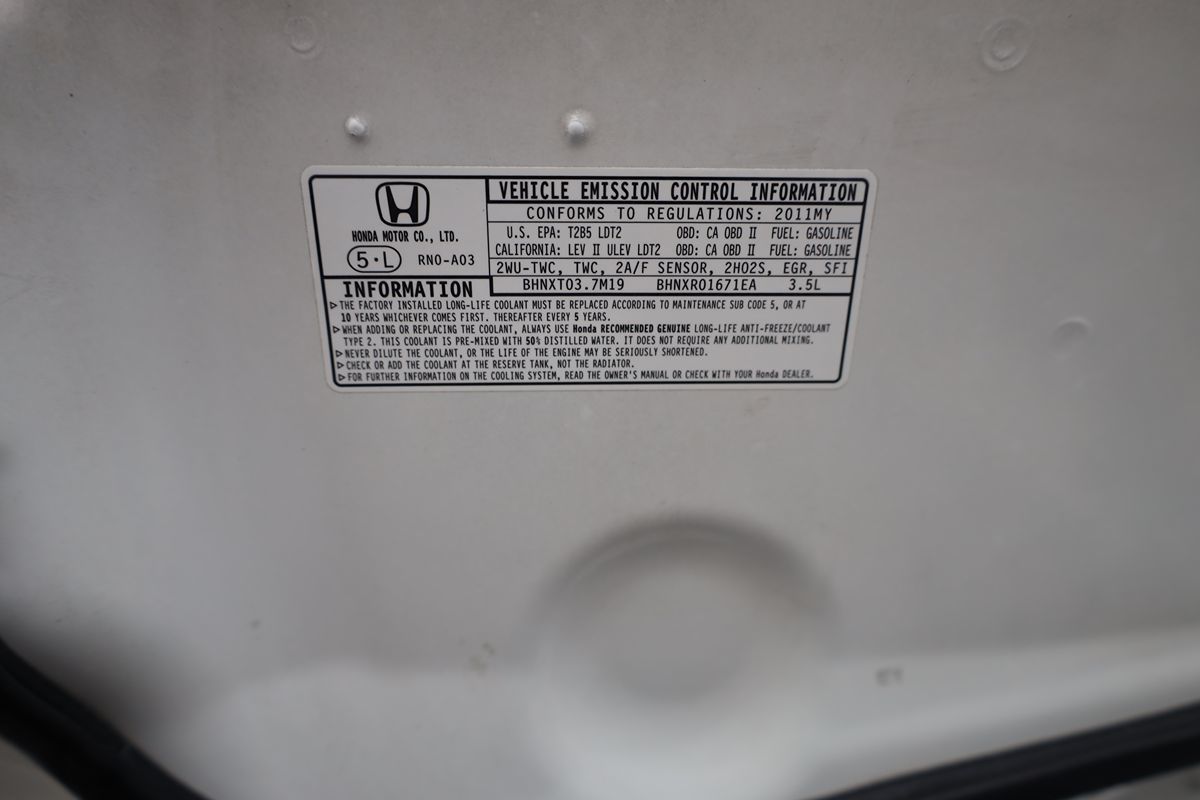 VEHICLE EMISSION CONTROL INFORMATION
CONFORMS TO REGULATIONS: 2011MY
HONDA MOTOR CO., LTD.
U.S. EPA: T2B5 LDT2 OBD: CA OBD II FUEL: GASOLINE
CALIFORNIA: LEV II ULEV LDT2 OBD: CA OBD II FUEL: GASOLINE
5·L RN0-A03
2WU-TWC, TWC, 2A/F SENSOR, 2HO2S, EGR, SFI
BHNXT03.7M19 BHNXR01671EA 3.5L
INFORMATION
▷THE FACTORY INSTALLED LONG-LIFE COOLANT MUST BE REPLACED ACCORDING TO MAINTENANCE SUB CODE 5, OR AT
10 YEARS WHICHEVER COMES FIRST. THEREAFTER EVERY 5 YEARS.
▷WHEN ADDING OR REPLACING THE COOLANT, ALWAYS USE Honda RECOMMENDED GENUINE LONG-LIFE ANTI-FREEZE/COOLANT
TYPE 2. THIS COOLANT IS PRE-MIXED WITH 50% DISTILLED WATER. IT DOES NOT REQUIRE ANY ADDITIONAL MIXING.
▷NEVER DILUTE THE COOLANT, OR THE LIFE OF THE ENGINE MAY BE SERIOUSLY SHORTENED.
▷CHECK OR ADD THE COOLANT AT THE RESERVE TANK, NOT THE RADIATOR.
▷FOR FURTHER INFORMATION ON THE COOLING SYSTEM, READ THE OWNER'S MANUAL OR CHECK WITH YOUR Honda DEALER.